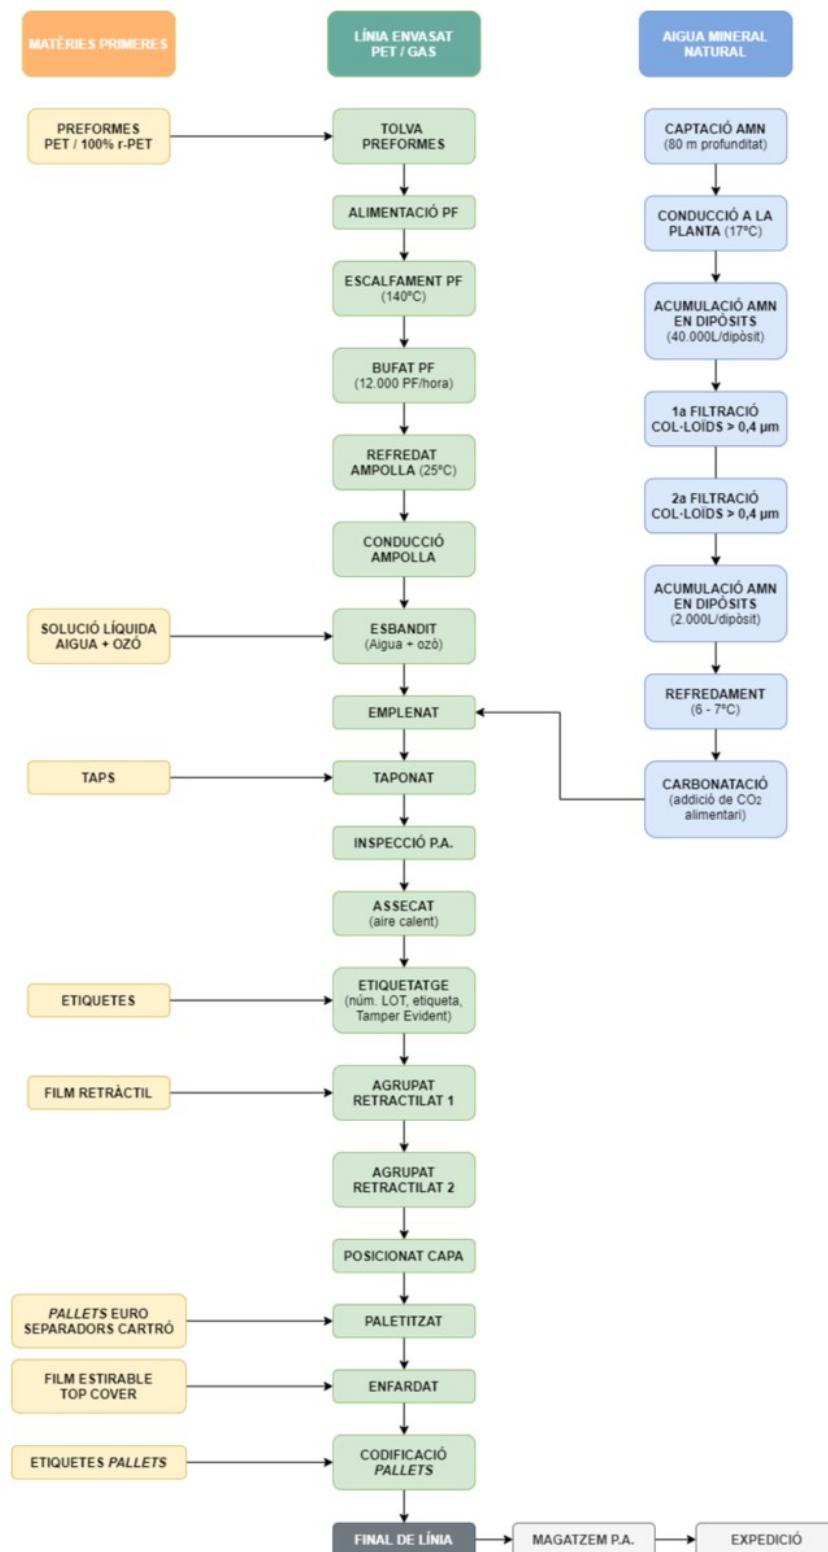 MATÈRIES PRIMERES
LÍNIA ENVASAT
PET / GAS
AIGUA MINERAL
NATURAL
PREFORMES
PET / 100% r-PET
TOLVA
PREFORMES
CAPTACIÓ AMN
(80 m profunditat)
ALIMENTACIÓ PF
CONDUCCIÓ A LA
PLANTA (17ºC)
ESCALFAMENT PF
(140ºC)
ACUMULACIÓ AMN
EN DIPÒSITS
(40.000L/dipòsit)
BUFAT PF
(12.000 PF/hora)
1a FILTRACIÓ
COL·LOÏDS > 0,4 µm
REFREDAT
AMPOLLA (25ºC)
2a FILTRACIÓ
COL·LOÏDS > 0,4 µm
CONDUCCIÓ
AMPOLLA
ACUMULACIÓ AMN
EN DIPÒSITS
(2.000L/dipòsit)
SOLUCIÓ LÍQUIDA
AIGUA + OZÓ
ESBANDIT
(Aigua + ozó)
REFREDAMENT
(6 - 7ºC)
EMPLENAT
TAPS
TAPONAT
CARBONATACIÓ
(addició de CO2
alimentari)
INSPECCIÓ P.A.
ASSECAT
(aire calent)
ETIQUETES
ETIQUETATGE
(núm. LOT, etiqueta,
Tamper Evident)
FILM RETRÀCTIL
AGRUPAT
RETRACTILAT 1
AGRUPAT
RETRACTILAT 2
POSICIONAT CAPA
PALLETS EURO
SEPARADORS CARTRÓ
PALETITZAT
FILM ESTIRABLE
TOP COVER
ENFARDAT
ETIQUETES PALLETS
CODIFICACIÓ
PALLETS
FINAL DE LÍNIA
MAGATZEM P.A.
EXPEDICIÓ